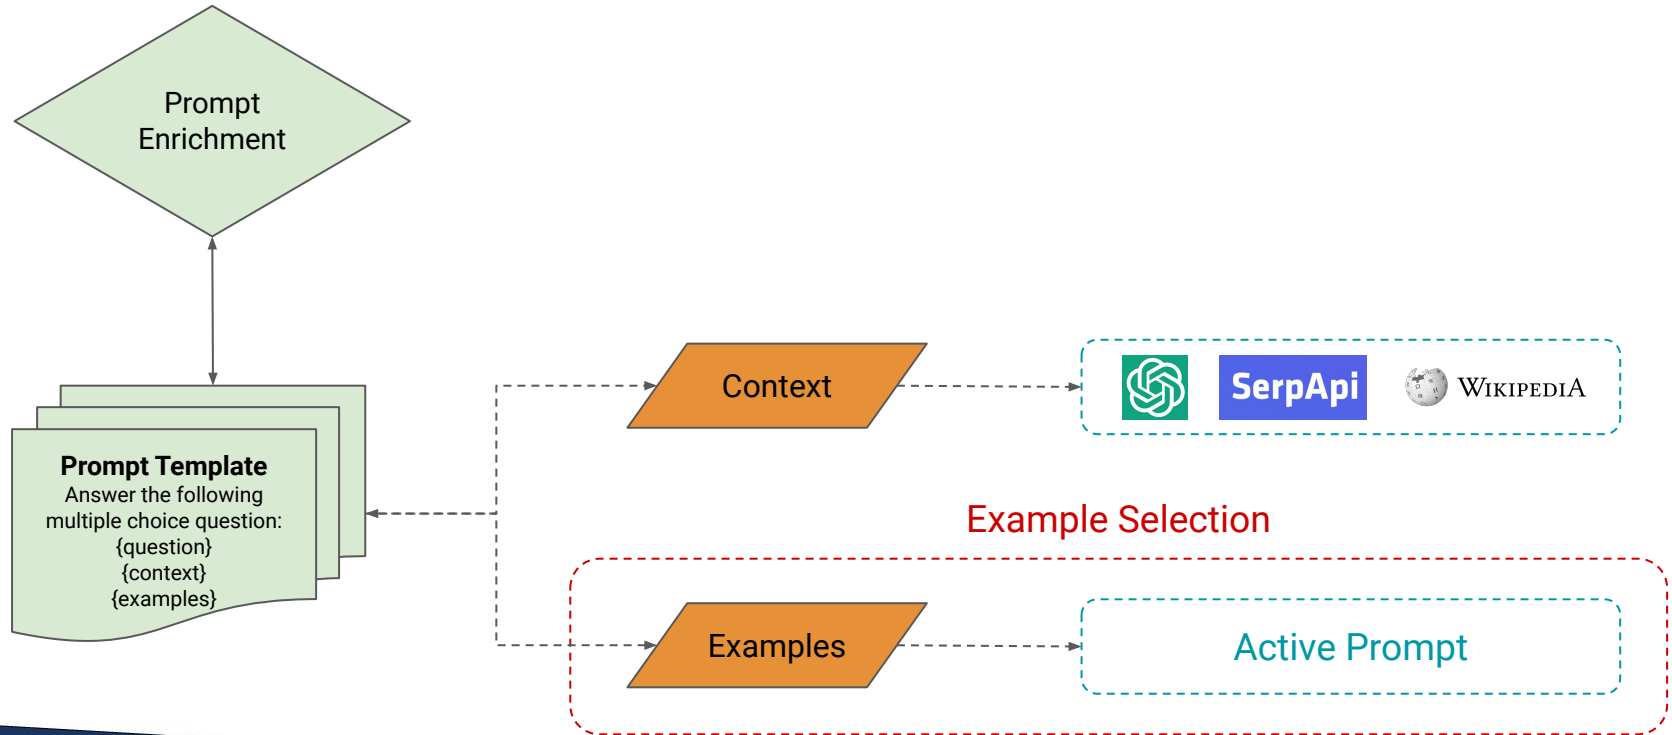 Prompt
Enrichment
Prompt Template
Answer the following
multiple choice question:
{question}
{context}
{examples}
Context
SerpApi
WIKIPEDIA
Example Selection
Examples
Active Prompt